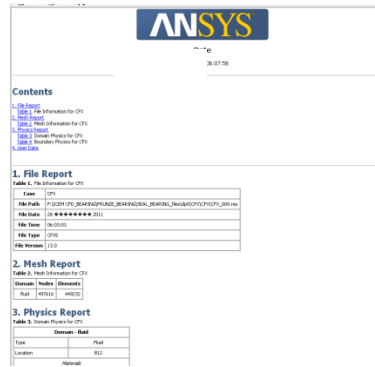 ANSYS
Date
06:07:56
Contents
1. File Report
Table 1 File Information for CFX
2. Mesh Report
Table 2 Mesh Information for CFX
3. Physics Report
Table 3 Domain Physics for CFX
Table 4 Boundary Physics for CFX
4. User Data
1. File Report
Table 1. File Information for CFX
Case CFX
File Path
File Date 28 �������� 2011
File Time 06:03:03
File Type CFX5
File Version 13.0
2. Mesh Report
Table 2. Mesh Information for CFX
Domain Nodes Elements
fluid 497616 449232
3. Physics Report
Table 3. Domain Physics for CFX
Domain - fluid
Type Fluid
Location B12
Materials